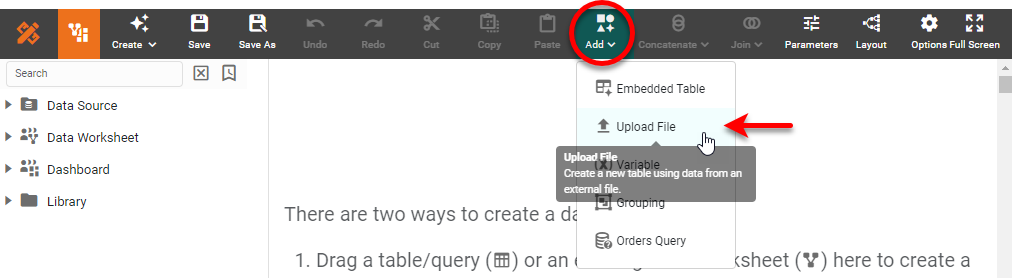 Create
Save
Save As
Undo
Redo
Cut
Copy
Paste
Add
Concatenate
Join
Parameters
Layout
Options
Full Screen
Search
Data Source
Data Worksheet
Dashboard
Library
Embedded Table
Upload File
Upload File
Create a new table using data from an
external file.
(x) Variable
Grouping
Orders Query
There are two ways to create a da
1. Drag a table/query ( ) or an e ksheet ( ) here to create a